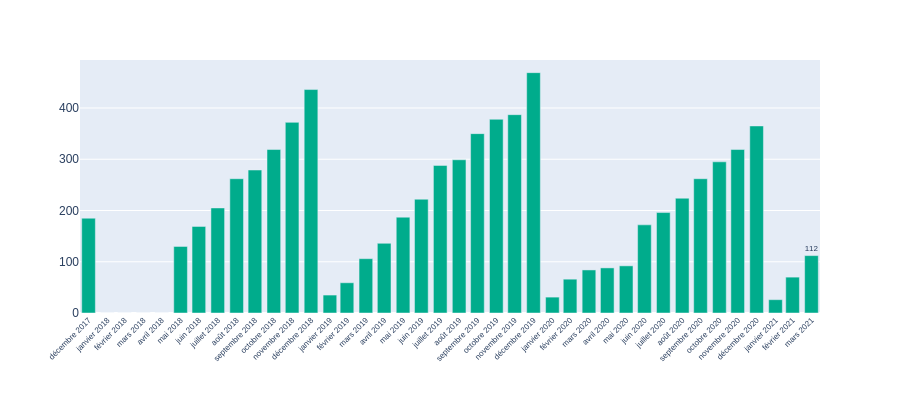 400
300
200
100
0
112
décembre 2017
janvier 2018
février 2018
mars 2018
avril 2018
mai 2018
juin 2018
juillet 2018
août 2018
septembre 2018
octobre 2018
novembre 2018
décembre 2018
janvier 2019
février 2019
mars 2019
avril 2019
mai 2019
juin 2019
juillet 2019
août 2019
septembre 2019
octobre 2019
novembre 2019
décembre 2019
janvier 2020
février 2020
mars 2020
avril 2020
mai 2020
juin 2020
juillet 2020
août 2020
septembre 2020
octobre 2020
novembre 2020
décembre 2020
janvier 2021
février 2021
mars 2021